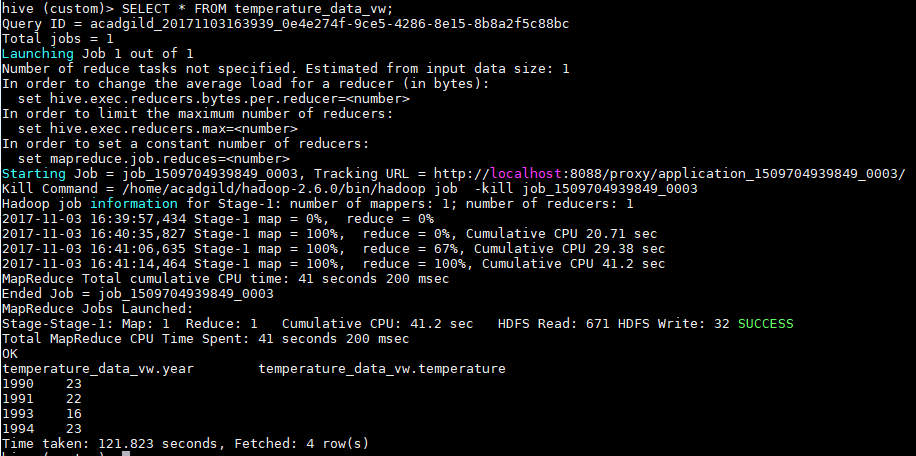 hive (custom)> SELECT * FROM temperature_data_vw;
Query ID = acadgild_20171103163939_0e4e274f-9ce5-4286-8e15-8b8a2f5c88bc
Total jobs = 1
Launching Job 1 out of 1
Number of reduce tasks not specified. Estimated from input data size: 1
In order to change the average load for a reducer (in bytes):
  set hive.exec.reducers.bytes.per.reducer=<number>
In order to limit the maximum number of reducers:
  set hive.exec.reducers.max=<number>
In order to set a constant number of reducers:
  set mapreduce.job.reduces=<number>
Starting Job = job_1509704939849_0003, Tracking URL = http://localhost:8088/proxy/application_1509704939849_0003/
Kill Command = /home/acadgild/hadoop-2.6.0/bin/hadoop job  -kill job_1509704939849_0003
Hadoop job information for Stage-1: number of mappers: 1; number of reducers: 1
2017-11-03 16:39:57,434 Stage-1 map = 0%,  reduce = 0%
2017-11-03 16:40:35,827 Stage-1 map = 100%,  reduce = 0%, Cumulative CPU 20.71 sec
2017-11-03 16:41:06,635 Stage-1 map = 100%,  reduce = 67%, Cumulative CPU 29.38 sec
2017-11-03 16:41:14,464 Stage-1 map = 100%,  reduce = 100%, Cumulative CPU 41.2 sec
MapReduce Total cumulative CPU time: 41 seconds 200 msec
Ended Job = job_1509704939849_0003
MapReduce Jobs Launched:
Stage-Stage-1: Map: 1  Reduce: 1   Cumulative CPU: 41.2 sec   HDFS Read: 671 HDFS Write: 32 SUCCESS
Total MapReduce CPU Time Spent: 41 seconds 200 msec
OK
temperature_data_vw.year        temperature_data_vw.temperature
1990    23
1991    22
1993    16
1994    23
Time taken: 121.823 seconds, Fetched: 4 row(s)
hive (custom)>